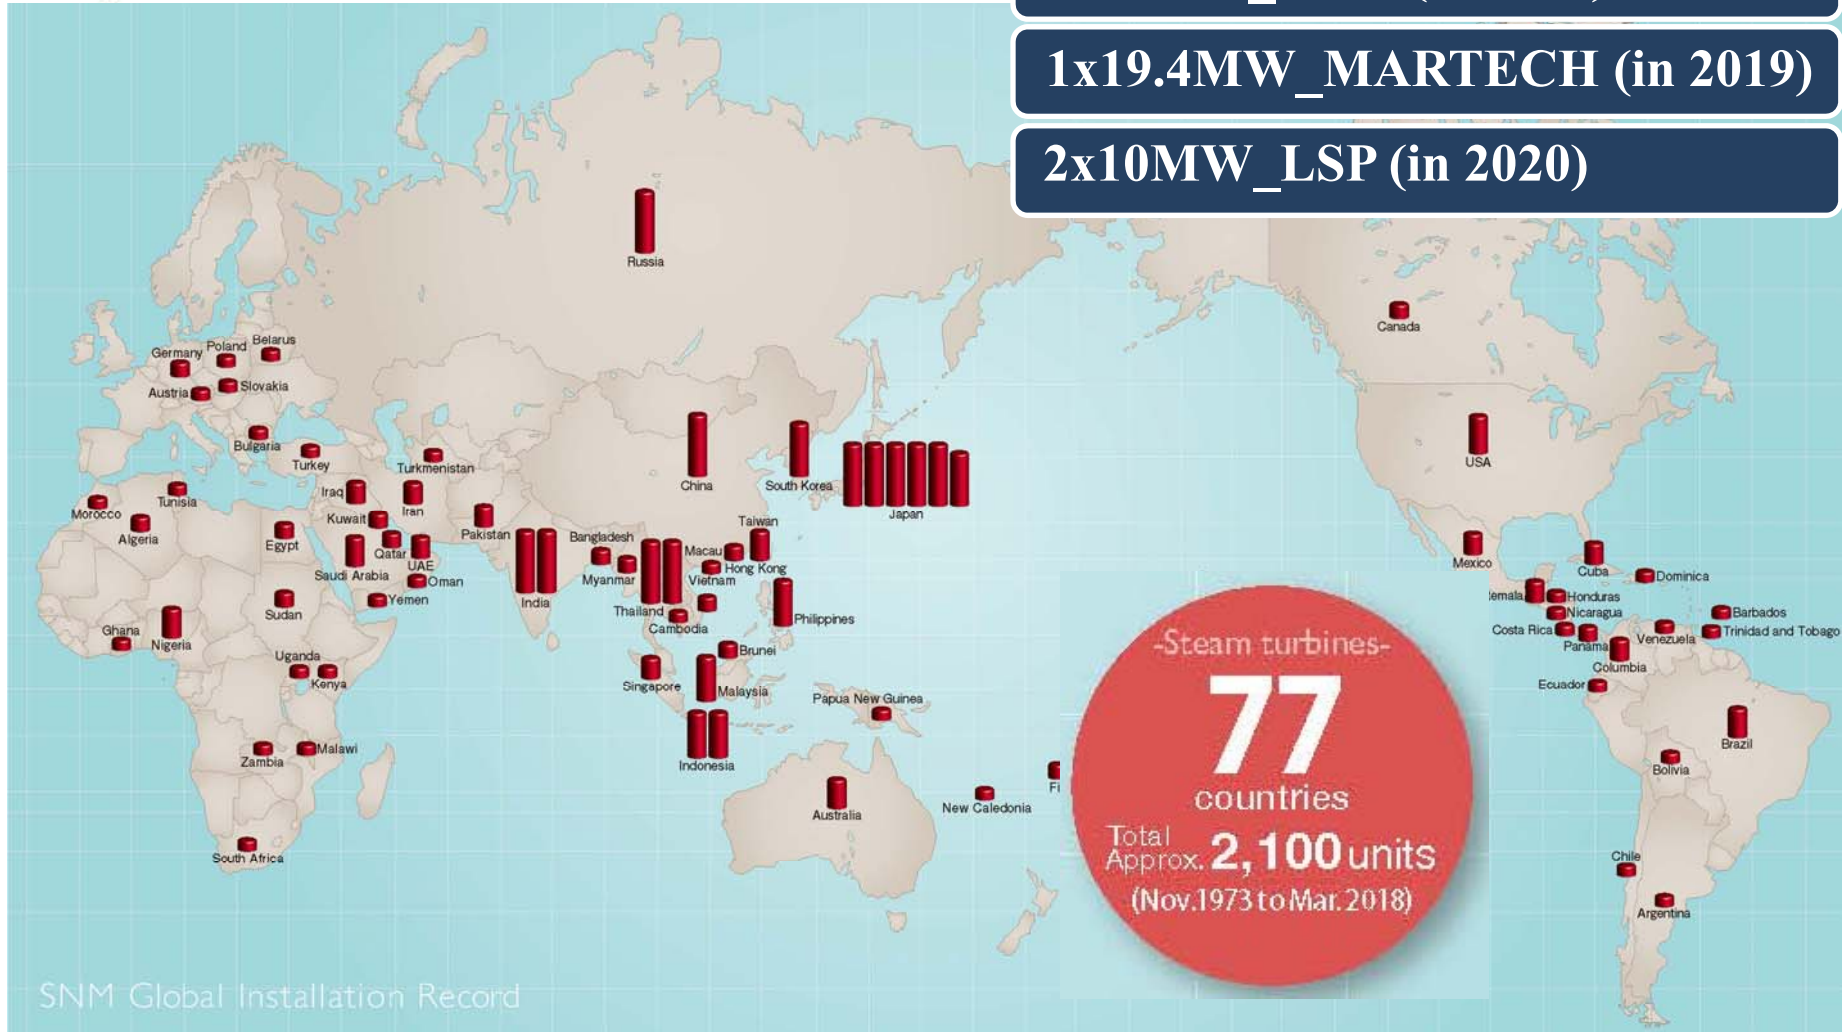 1x19.4MW_MARTECH (in 2019)
2x10MW_LSP (in 2020)
Russia
Canada
Germany
Poland
Belarus
Austria
Slovakia
Bulgaria
Turkey
Turkmenistan
China
South Korea
Japan
USA
Morocco
Tunisia
Algeria
Iraq
Iran
Kuwait
Egypt
Qatar
UAE
Saudi Arabia
Oman
Yemen
Pakistan
India
Bangladesh
Myanmar
Taiwan
Macau
Hong Kong
Vietnam
Thailand
Cambodia
Philippines
Sudan
Ghana
Nigeria
Uganda
Kenya
Brunei
Singapore
Malaysia
Indonesia
Papua New Guinea
Zambia
Malawi
South Africa
Australia
New Caledonia
Fi
Mexico
Cuba
Dominica
temala
Honduras
Nicaragua
Barbados
Costa Rica
Panama
Venezuela
Trinidad and Tobago
Columbia
Ecuador
Brazil
Bolivia
Chile
Argentina
-Steam turbines-
77
countries
Total
Approx. 2,100 units
(Nov.1973 to Mar. 2018)
SNM Global Installation Record